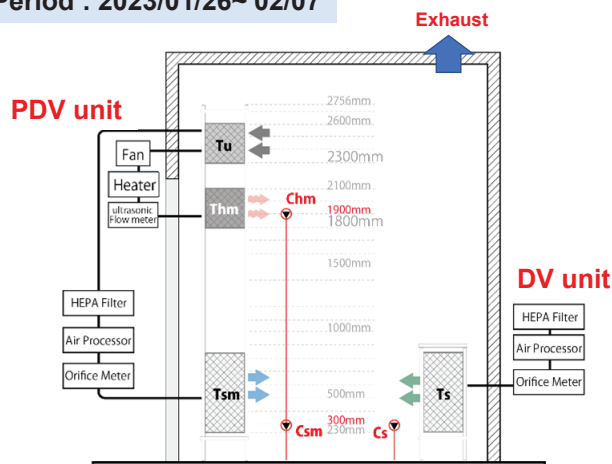 Period : 2023/01/26~ 02/07
Exhaust
PDV unit
2756mm
2600mm
Tu
Fan
2300mm
Heater
2100mm
Thm
Chm
1900mm
1800mm
ultrasonic
Flow meter
1500mm
DV unit
HEPA Filter
HEPA Filter
1000mm
Air Processor
Air Processor
Orifice Meter
Orifice Meter
Tsm
500mm
Ts
300mm
Csm
230mm
Cs